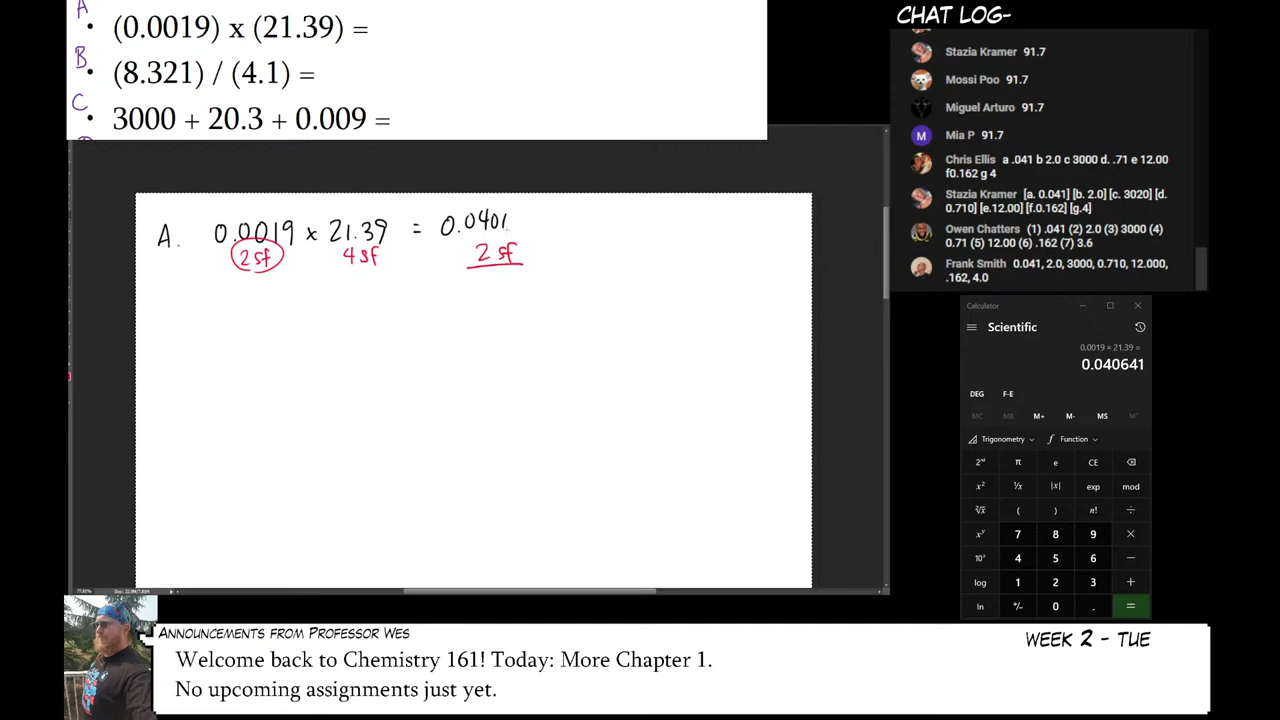 A
• (0.0019) x (21.39) =
B
• (8.321) / (4.1) =
C
• 3000 + 20.3 + 0.009 =
A. 0.0019 x 21.39 = 0.0401
2 sf 4 sf 2 sf
CHAT LOG-
Stazia Kramer 91.7
Mossi Poo 91.7
Miguel Arturo 91.7
M Mia P 91.7
Chris Ellis a .041 b 2.0 c 3000 d. .71 e 12.00
f0.162 g 4
Stazia Kramer [a. 0.041] [b. 2.0] [c. 3020] [d.
0.710] [e.12.00] [f.0.162] [g.4]
Owen Chatters (1) .041 (2) 2.0 (3) 3000 (4)
0.71 (5) 12.00 (6) .162 (7) 3.6
Frank Smith 0.041, 2.0, 3000, 0.710, 12.000,
.162, 4.0
Calculator
Scientific
0.0019 × 21.39 =
0.040641
DEG F-E
MC MR M+ M- MS M˅
Trigonometry Function
2ⁿᵈ π e CE
x² ¹/x |x| exp mod
²√x ( ) n! ÷
xʸ 7 8 9 ×
10ˣ 4 5 6 −
log 1 2 3 +
ln +/− 0 . =
ANNOUNCEMENTS FROM PROFESSOR WES
WEEK 2 - TUE
Welcome back to Chemistry 161! Today: More Chapter 1.
No upcoming assignments just yet.